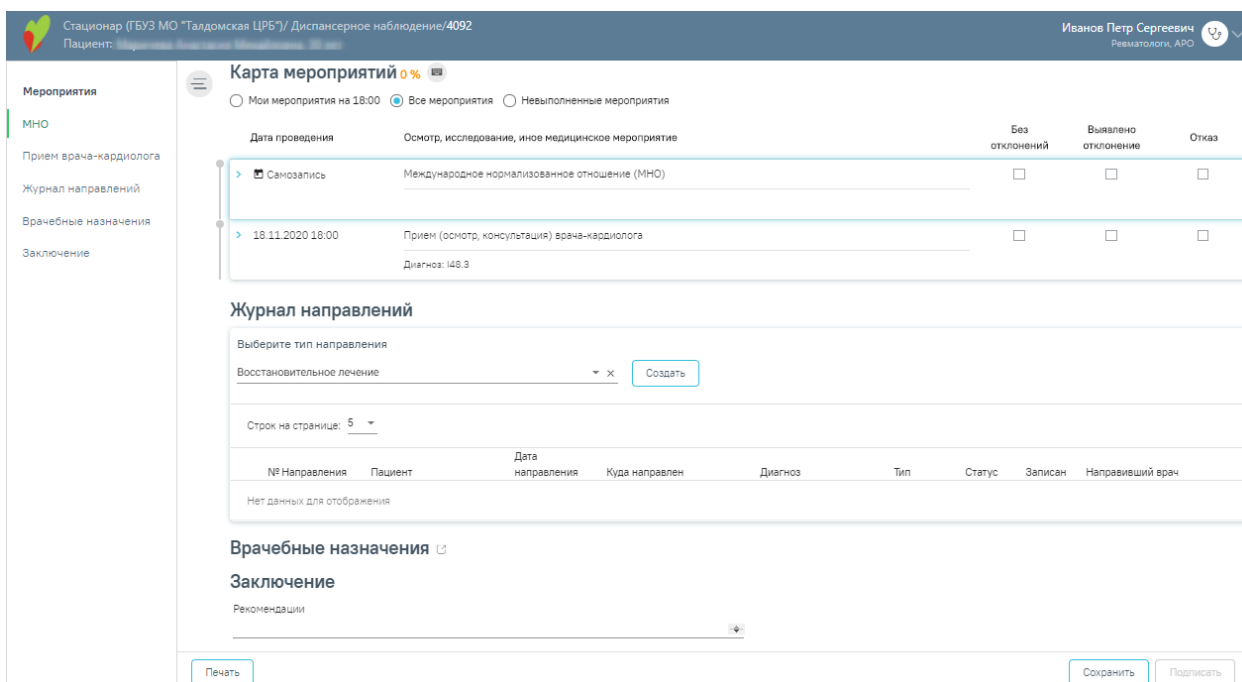 Стационар (ГБУЗ МО "Талдомская ЦРБ")/ Диспансерное наблюдение/4092
Пациент:
Иванов Петр Сергеевич
Ревматологи, АРО
Мероприятия
МНО
Прием врача-кардиолога
Журнал направлений
Врачебные назначения
Заключение
Карта мероприятий 0 %
Мои мероприятия на 18:00 Все мероприятия Невыполненные мероприятия
Дата проведения Осмотр, исследование, иное медицинское мероприятие Без отклонений Выявлено отклонение Отказ
Самозапись Международное нормализованное отношение (МНО)
18.11.2020 18:00 Прием (осмотр, консультация) врача-кардиолога
Диагноз: I48.3
Журнал направлений
Выберите тип направления
Восстановительное лечение Создать
Строк на странице: 5
№ Направления Пациент Дата направления Куда направлен Диагноз Тип Статус Записан Направивший врач
Нет данных для отображения
Врачебные назначения
Заключение
Рекомендации
Печать Сохранить Подписать